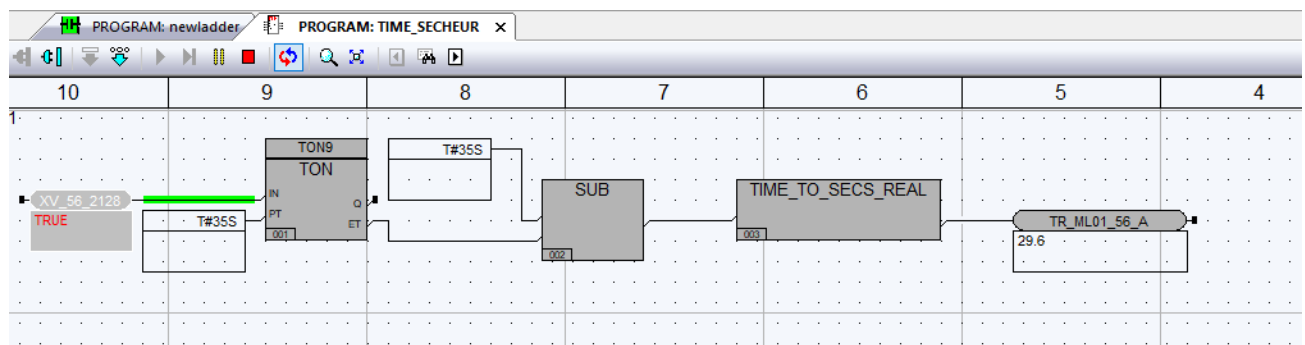 PROGRAM: newladder
PROGRAM: TIME_SECHEUR
10 9 8 7 6 5 4
1
TON9
TON
IN
PT
Q
ET
001
T#35S
XV_56_2128
TRUE
T#35S
SUB
002
TIME_TO_SECS_REAL
003
TR_ML01_56_A
29.6